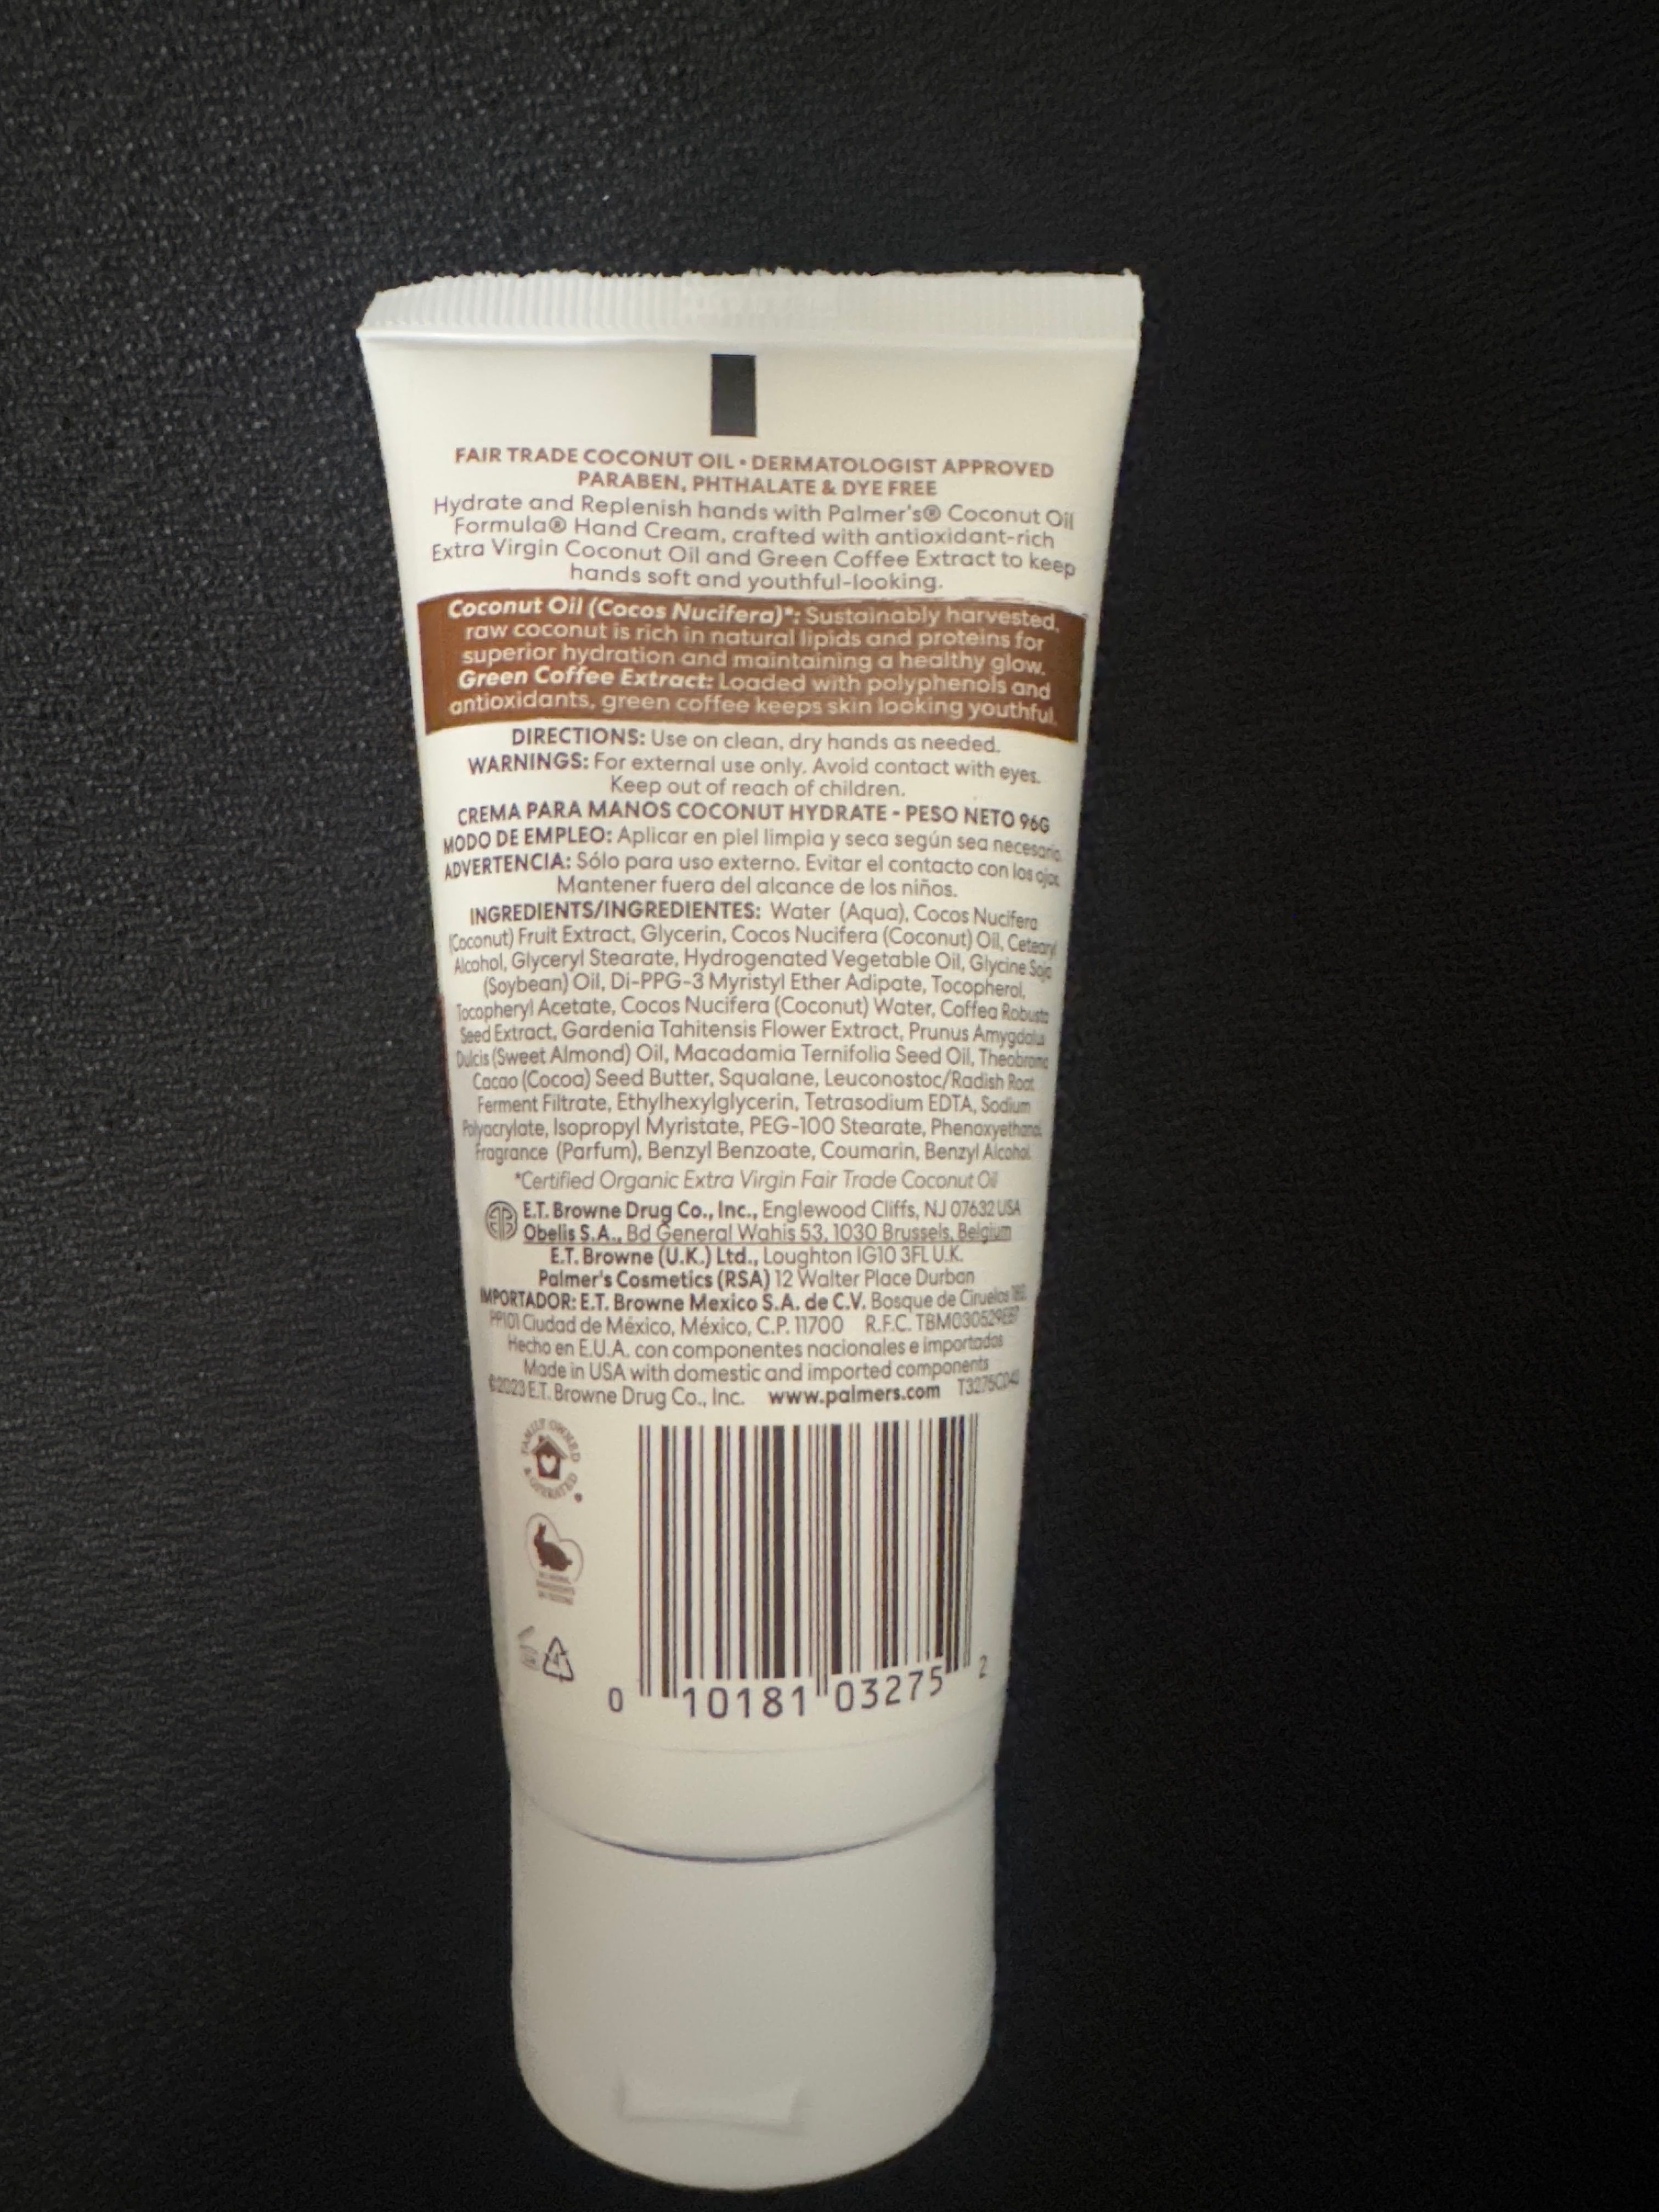 FAIR TRADE COCONUT OIL • DERMATOLOGIST APPROVED
PARABEN, PHTHALATE & DYE FREE
Hydrate and Replenish hands with Palmer's® Coconut Oil
Formula® Hand Cream, crafted with antioxidant-rich
Extra Virgin Coconut Oil and Green Coffee Extract to keep
hands soft and youthful-looking.
Coconut Oil (Cocos Nucifera)*: Sustainably harvested,
raw coconut is rich in natural lipids and proteins for
superior hydration and maintaining a healthy glow.
Green Coffee Extract: Loaded with polyphenols and
antioxidants, green coffee keeps skin looking youthful.
DIRECTIONS: Use on clean, dry hands as needed.
WARNINGS: For external use only. Avoid contact with eyes.
Keep out of reach of children.
CREMA PARA MANOS COCONUT HYDRATE - PESO NETO 96G
MODO DE EMPLEO: Aplicar en piel limpia y seca según sea necesario.
ADVERTENCIA: Sólo para uso externo. Evitar el contacto con los ojos.
Mantener fuera del alcance de los niños.
INGREDIENTS/INGREDIENTES: Water (Aqua), Cocos Nucifera
(Coconut) Fruit Extract, Glycerin, Cocos Nucifera (Coconut) Oil, Cetearyl
Alcohol, Glyceryl Stearate, Hydrogenated Vegetable Oil, Glycine Soja
(Soybean) Oil, Di-PPG-3 Myristyl Ether Adipate, Tocopherol,
Tocopheryl Acetate, Cocos Nucifera (Coconut) Water, Coffea Robusta
Seed Extract, Gardenia Tahitensis Flower Extract, Prunus Amygdalus
Dulcis (Sweet Almond) Oil, Macadamia Ternifolia Seed Oil, Theobroma
Cacao (Cocoa) Seed Butter, Squalane, Leuconostoc/Radish Root
Ferment Filtrate, Ethylhexylglycerin, Tetrasodium EDTA, Sodium
Polyacrylate, Isopropyl Myristate, PEG-100 Stearate, Phenoxyethanol,
Fragrance (Parfum), Benzyl Benzoate, Coumarin, Benzyl Alcohol.
*Certified Organic Extra Virgin Fair Trade Coconut Oil
E.T. Browne Drug Co., Inc., Englewood Cliffs, NJ 07632 USA
Obelis S.A., Bd Général Wahis 53, 1030 Brussels, Belgium
E.T. Browne (U.K.) Ltd., Loughton IG10 3FL U.K.
Palmer's Cosmetics (RSA) 12 Walter Place Durban
IMPORTADOR: E.T. Browne Mexico S.A. de C.V. Bosque de Ciruelos
PP101 Ciudad de México, México, C.P. 11700 R.F.C.
Hecho en E.U.A. con componentes nacionales e importados
Made in USA with domestic and imported components
©2023 E.T. Browne Drug Co., Inc. www.palmers.com
FAMILY OWNED
& OPERATED
4
0 10181 03275 2